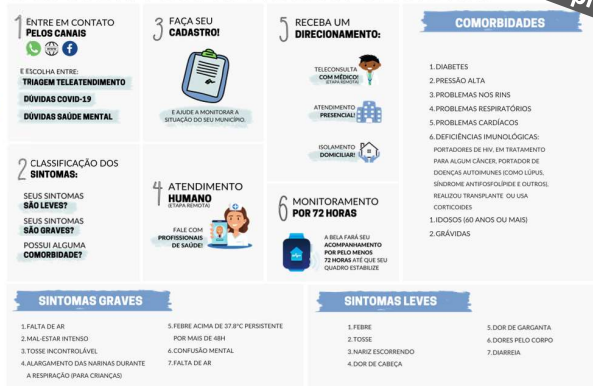 1 ENTRE EM CONTATO
PELOS CANAIS
E ESCOLHA ENTRE:
TRIAGEM TELEATENDIMENTO
DÚVIDAS COVID-19
DÚVIDAS SAÚDE MENTAL
2 CLASSIFICAÇÃO DOS
SINTOMAS:
SEUS SINTOMAS
SÃO LEVES?
SEUS SINTOMAS
SÃO GRAVES?
POSSUI ALGUMA
COMORBIDADE?
3 FAÇA SEU
CADASTRO!
E AJUDE A MONITORAR A
SITUAÇÃO DO SEU MUNICÍPIO.
4 ATENDIMENTO
HUMANO
(ETAPA REMOTA)
FALE COM
PROFISSIONAIS
DE SAÚDE!
5 RECEBA UM
DIRECIONAMENTO:
TELECONSULTA
COM MÉDICO!
(ETAPA REMOTA)
ATENDIMENTO
PRESENCIAL!
ISOLAMENTO
DOMICILIAR!
6 MONITORAMENTO
POR 72 HORAS
A BELA FARÁ SEU
ACOMPANHAMENTO
POR PELO MENOS
72 HORAS ATÉ QUE SEU
QUADRO ESTABILIZE
COMORBIDADES
1. DIABETES
2. PRESSÃO ALTA
3. PROBLEMAS NOS RINS
4. PROBLEMAS RESPIRATÓRIOS
5. PROBLEMAS CARDÍACOS
6. DEFICIÊNCIAS IMUNOLÓGICAS:
PORTADORES DE HIV, EM TRATAMENTO
PARA ALGUM CÂNCER, PORTADOR DE
DOENÇAS AUTOIMUNES (COMO LÚPUS,
SÍNDROME ANTIFOSFOLÍPIDE E OUTROS),
REALIZOU TRANSPLANTE OU USA
CORTICOIDES
1. IDOSOS (60 ANOS OU MAIS)
2. GRÁVIDAS
SINTOMAS GRAVES
1. FALTA DE AR
2. MAL-ESTAR INTENSO
3. TOSSE INCONTROLÁVEL
4. ALARGAMENTO DAS NARINAS DURANTE
A RESPIRAÇÃO (PARA CRIANÇAS)
5. FEBRE ACIMA DE 37.8°C PERSISTENTE
POR MAIS DE 48H
6. CONFUSÃO MENTAL
7. FALTA DE AR
SINTOMAS LEVES
1. FEBRE
2. TOSSE
3. NARIZ ESCORRENDO
4. DOR DE CABEÇA
5. DOR DE GARGANTA
6. DORES PELO CORPO
7. DIARREIA